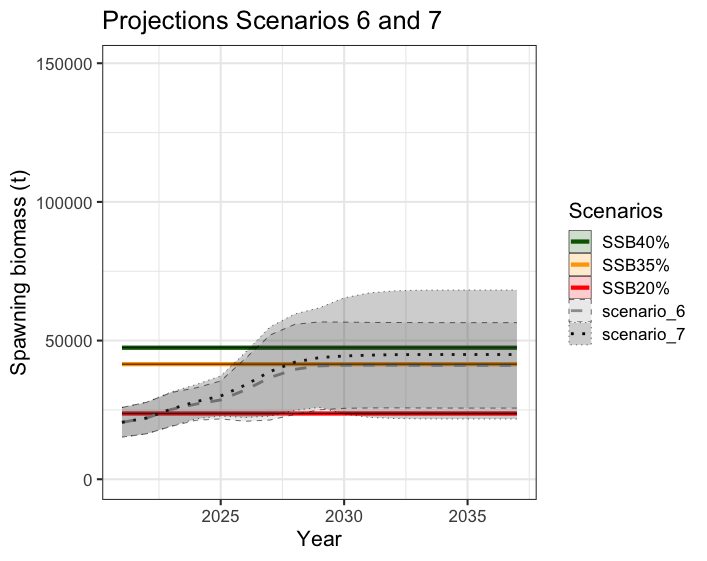 Projections Scenarios 6 and 7
Spawning biomass (t)
150000
100000
50000
0
2025
2030
2035
Year
Scenarios
SSB40%
SSB35%
SSB20%
scenario_6
scenario_7